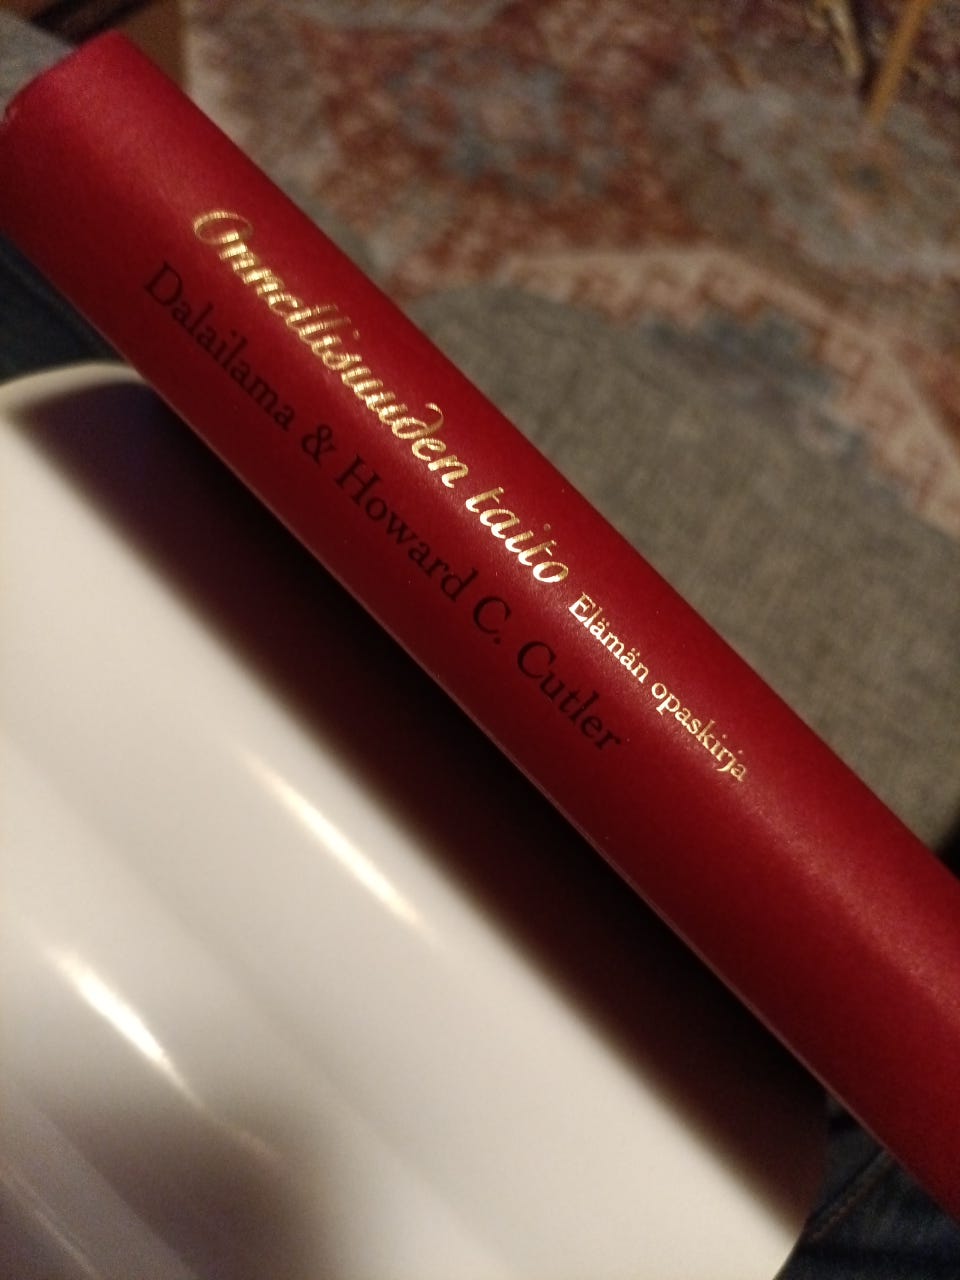 Onnellisuuden taito Elämän opaskirja
Dalailama & Howard C. Cutler